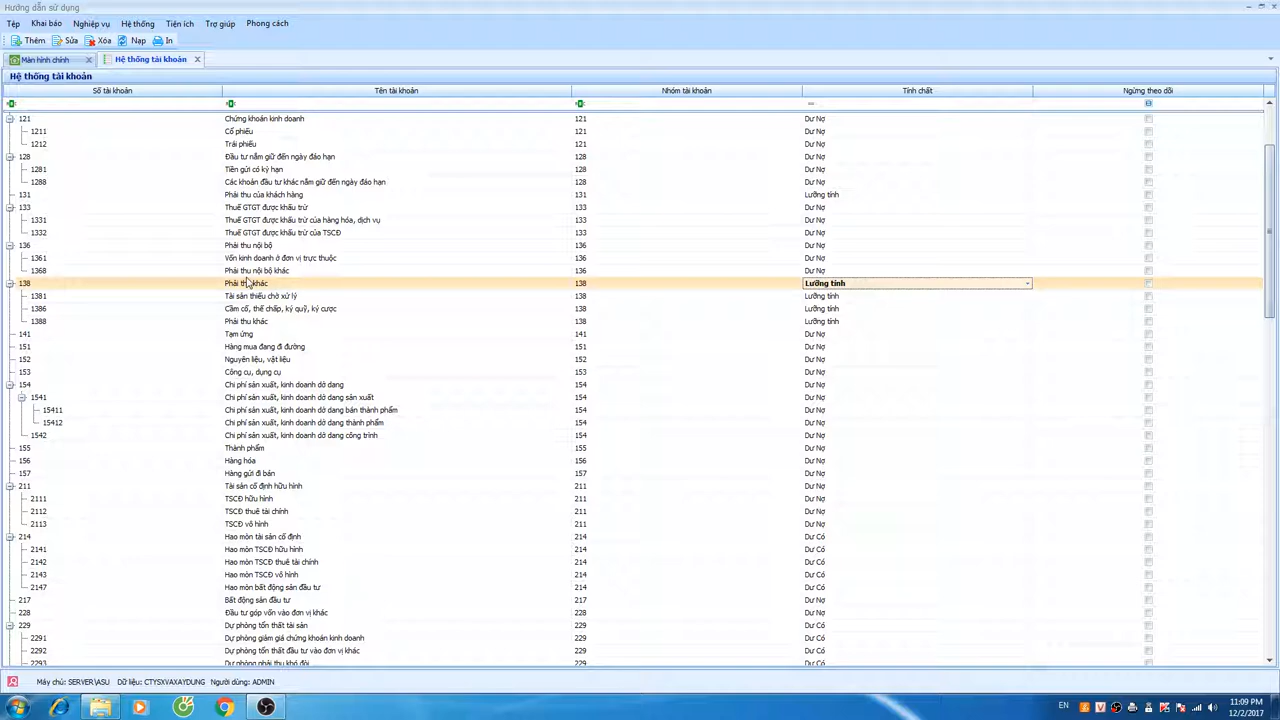 Hướng dẫn sử dụng
Tệp Khai báo Nghiệp vụ Hệ thống Tiện ích Trợ giúp Phong cách
Thêm Sửa Xóa Nạp In
Màn hình chính Hệ thống tài khoản
Hệ thống tài khoản
Số tài khoản Tên tài khoản Nhóm tài khoản Tính chất Ngừng theo dõi
121 Chứng khoán kinh doanh 121 Dư Nợ
1211 Cổ phiếu 121 Dư Nợ
1212 Trái phiếu 121 Dư Nợ
128 Đầu tư nắm giữ đến ngày đáo hạn 128 Dư Nợ
1281 Tiền gửi có kỳ hạn 128 Dư Nợ
1288 Các khoản đầu tư khác nắm giữ đến ngày đáo hạn 128 Dư Nợ
131 Phải thu của khách hàng 131 Lưỡng tính
133 Thuế GTGT được khấu trừ 133 Dư Nợ
1331 Thuế GTGT được khấu trừ của hàng hóa, dịch vụ 133 Dư Nợ
1332 Thuế GTGT được khấu trừ của TSCĐ 133 Dư Nợ
136 Phải thu nội bộ 136 Dư Nợ
1361 Vốn kinh doanh ở đơn vị trực thuộc 136 Dư Nợ
1368 Phải thu nội bộ khác 136 Dư Nợ
138 Phải thu khác 138 Lưỡng tính
1381 Tài sản thiếu chờ xử lý 138 Lưỡng tính
1386 Cầm cố, thế chấp, ký quỹ, ký cược 138 Lưỡng tính
1388 Phải thu khác 138 Lưỡng tính
141 Tạm ứng 141 Dư Nợ
151 Hàng mua đang đi đường 151 Dư Nợ
152 Nguyên liệu, vật liệu 152 Dư Nợ
153 Công cụ, dụng cụ 153 Dư Nợ
154 Chi phí sản xuất, kinh doanh dở dang 154 Dư Nợ
1541 Chi phí sản xuất, kinh doanh dở dang sản xuất 154 Dư Nợ
15411 Chi phí sản xuất, kinh doanh dở dang bán thành phẩm 154 Dư Nợ
15412 Chi phí sản xuất, kinh doanh dở dang thành phẩm 154 Dư Nợ
1542 Chi phí sản xuất, kinh doanh dở dang công trình 154 Dư Nợ
155 Thành phẩm 155 Dư Nợ
156 Hàng hóa 156 Dư Nợ
157 Hàng gửi đi bán 157 Dư Nợ
211 Tài sản cố định hữu hình 211 Dư Nợ
2111 TSCĐ hữu hình 211 Dư Nợ
2112 TSCĐ thuê tài chính 211 Dư Nợ
2113 TSCĐ vô hình 211 Dư Nợ
214 Hao mòn tài sản cố định 214 Dư Có
2141 Hao mòn TSCĐ hữu hình 214 Dư Có
2142 Hao mòn TSCĐ thuê tài chính 214 Dư Có
2143 Hao mòn TSCĐ vô hình 214 Dư Có
2147 Hao mòn bất động sản đầu tư 214 Dư Có
217 Bất động sản đầu tư 217 Dư Nợ
228 Đầu tư góp vốn vào đơn vị khác 228 Dư Nợ
229 Dự phòng tổn thất tài sản 229 Dư Có
2291 Dự phòng giảm giá chứng khoán kinh doanh 229 Dư Có
2292 Dự phòng tổn thất đầu tư vào đơn vị khác 229 Dư Có
2293 Dự phòng phải thu khó đòi 229 Dư Có
Máy chủ: SERVER\ASU Dữ liệu: CTYSXVAXAYDUNG Người dùng: ADMIN
EN 11:09 PM
12/2/2017